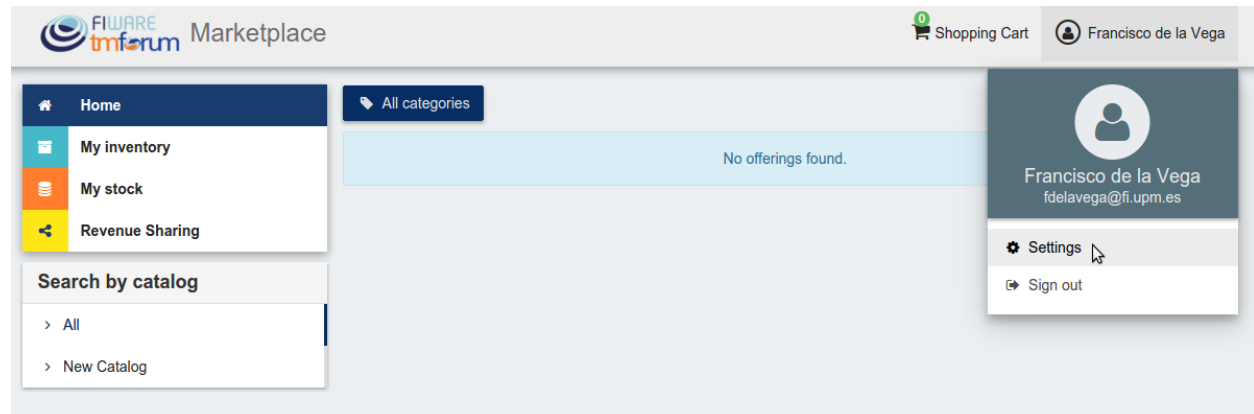 FIWARE
tmforum Marketplace
0
Shopping Cart
Francisco de la Vega
Home
My inventory
My stock
Revenue Sharing
Search by catalog
All
New Catalog
All categories
No offerings found.
Francisco de la Vega
fdelavega@fi.upm.es
Settings
Sign out